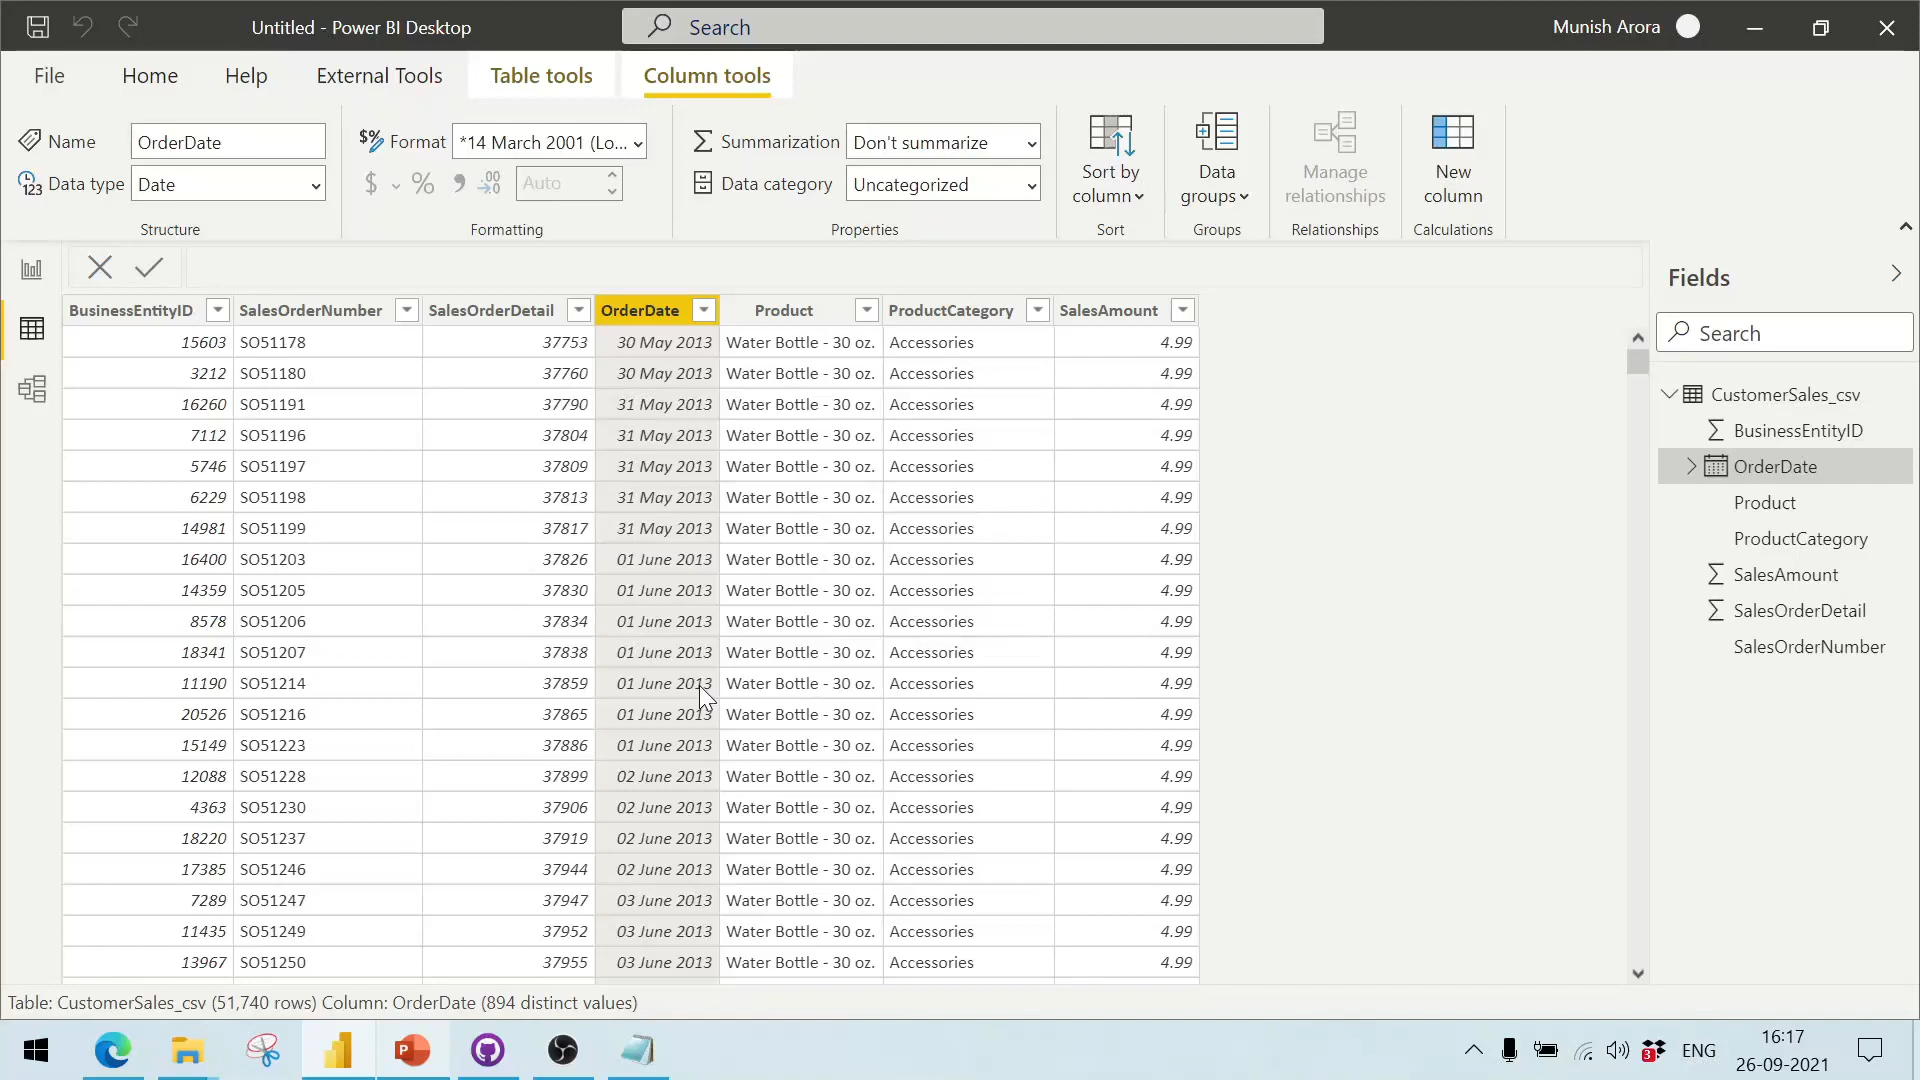 Untitled - Power BI Desktop
Search
Munish Arora
File Home Help External Tools Table tools Column tools
Name OrderDate $% Format *14 March 2001 (Lo... Summarization Don't summarize
123 Data type Date $ % 9 .00 Auto Data category Uncategorized
Sort by column
Data groups
Manage relationships
New column
Structure Formatting Properties Sort Groups Relationships Calculations
BusinessEntityID SalesOrderNumber SalesOrderDetail OrderDate Product ProductCategory SalesAmount
15603 SO51178 37753 30 May 2013 Water Bottle - 30 oz. Accessories 4.99
3212 SO51180 37760 30 May 2013 Water Bottle - 30 oz. Accessories 4.99
16260 SO51191 37790 31 May 2013 Water Bottle - 30 oz. Accessories 4.99
7112 SO51196 37804 31 May 2013 Water Bottle - 30 oz. Accessories 4.99
5746 SO51197 37809 31 May 2013 Water Bottle - 30 oz. Accessories 4.99
6229 SO51198 37813 31 May 2013 Water Bottle - 30 oz. Accessories 4.99
14981 SO51199 37817 31 May 2013 Water Bottle - 30 oz. Accessories 4.99
16400 SO51203 37826 01 June 2013 Water Bottle - 30 oz. Accessories 4.99
14359 SO51205 37830 01 June 2013 Water Bottle - 30 oz. Accessories 4.99
8578 SO51206 37834 01 June 2013 Water Bottle - 30 oz. Accessories 4.99
18341 SO51207 37838 01 June 2013 Water Bottle - 30 oz. Accessories 4.99
11190 SO51214 37859 01 June 2013 Water Bottle - 30 oz. Accessories 4.99
20526 SO51216 37865 01 June 2013 Water Bottle - 30 oz. Accessories 4.99
15149 SO51223 37886 01 June 2013 Water Bottle - 30 oz. Accessories 4.99
12088 SO51228 37899 02 June 2013 Water Bottle - 30 oz. Accessories 4.99
4363 SO51230 37906 02 June 2013 Water Bottle - 30 oz. Accessories 4.99
18220 SO51237 37919 02 June 2013 Water Bottle - 30 oz. Accessories 4.99
17385 SO51246 37944 02 June 2013 Water Bottle - 30 oz. Accessories 4.99
7289 SO51247 37947 03 June 2013 Water Bottle - 30 oz. Accessories 4.99
11435 SO51249 37952 03 June 2013 Water Bottle - 30 oz. Accessories 4.99
13967 SO51250 37955 03 June 2013 Water Bottle - 30 oz. Accessories 4.99
Fields
Search
CustomerSales_csv
BusinessEntityID
OrderDate
Product
ProductCategory
SalesAmount
SalesOrderDetail
SalesOrderNumber
Table: CustomerSales_csv (51,740 rows) Column: OrderDate (894 distinct values)
P
3
ENG
16:17
26-09-2021